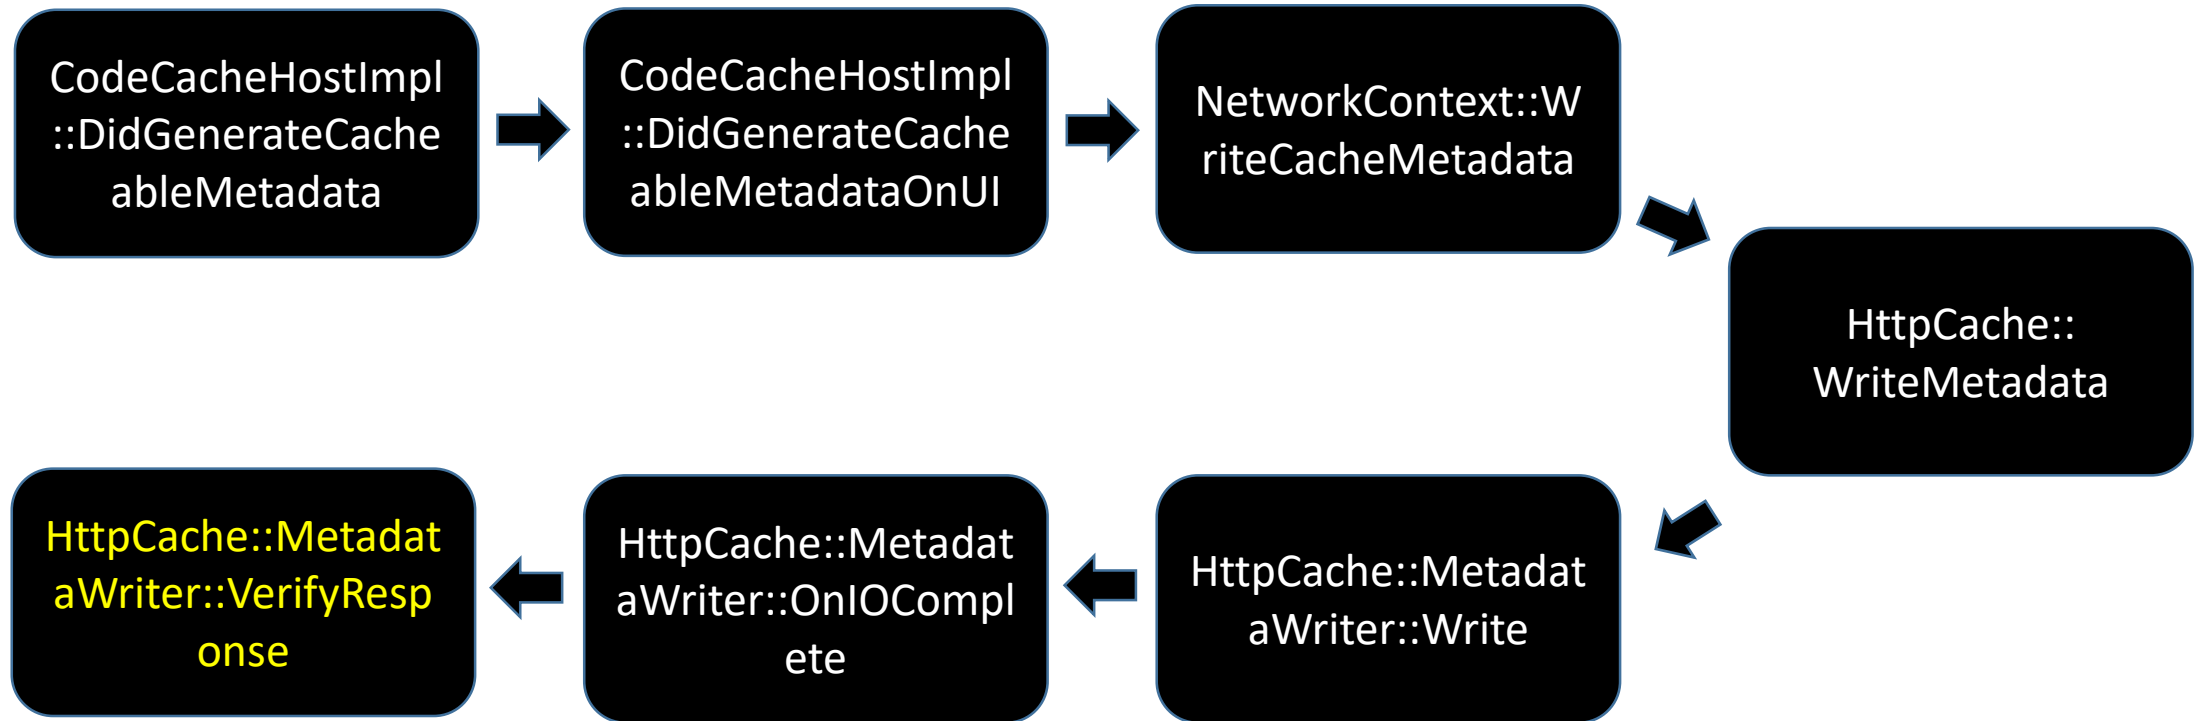 CodeCacheHostImpl
::DidGenerateCache
ableMetadata
CodeCacheHostImpl
::DidGenerateCache
ableMetadataOnUI
NetworkContext::W
riteCacheMetadata
HttpCache::
WriteMetadata
HttpCache::Metadat
aWriter::Write
HttpCache::Metadat
aWriter::OnIOCompl
ete
HttpCache::Metadat
aWriter::VerifyResp
onse